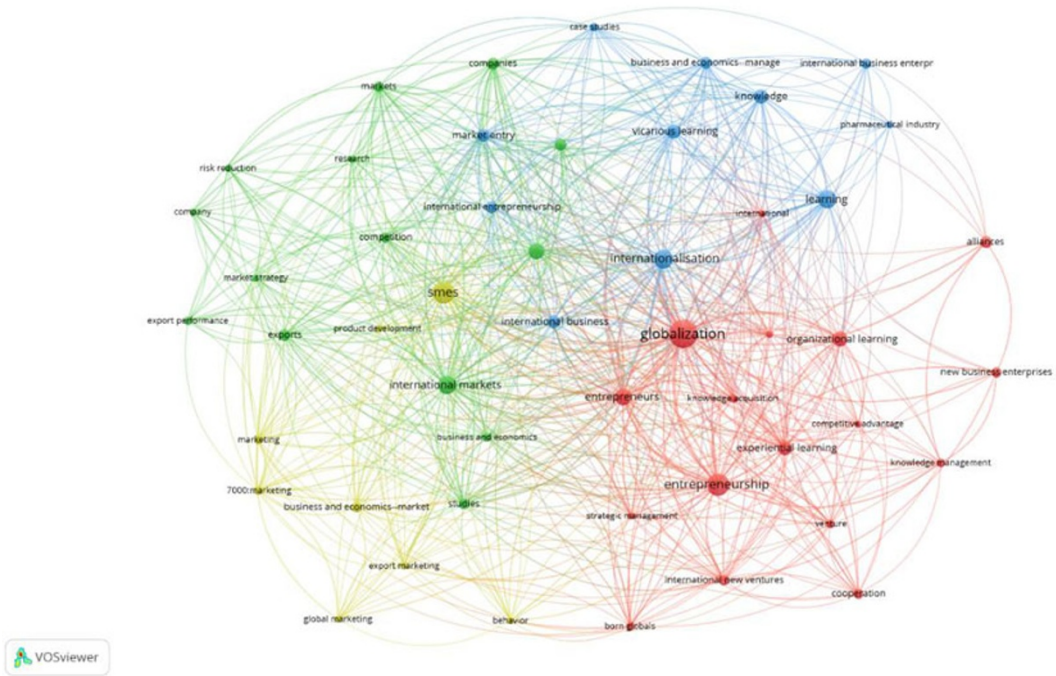 case studies
companies
business and economics manage
international business enterpr
markets
knowledge
pharmaceutical industry
market entry
vicarious learning
research
risk reduction
learning
company
international entrepreneurship
international
competition
alliances
internationalisation
market strategy
smes
export performance
product development
international business
exports
globalization
organizational learning
new business enterprises
international markets
entrepreneurs
knowledge acquisition
competitive advantage
marketing
business and economics
experiential learning
knowledge management
7000:marketing
entrepreneurship
business and economics--market
studies
strategic management
venture
export marketing
international new ventures
cooperation
global marketing
behavior
born globals
VOSviewer